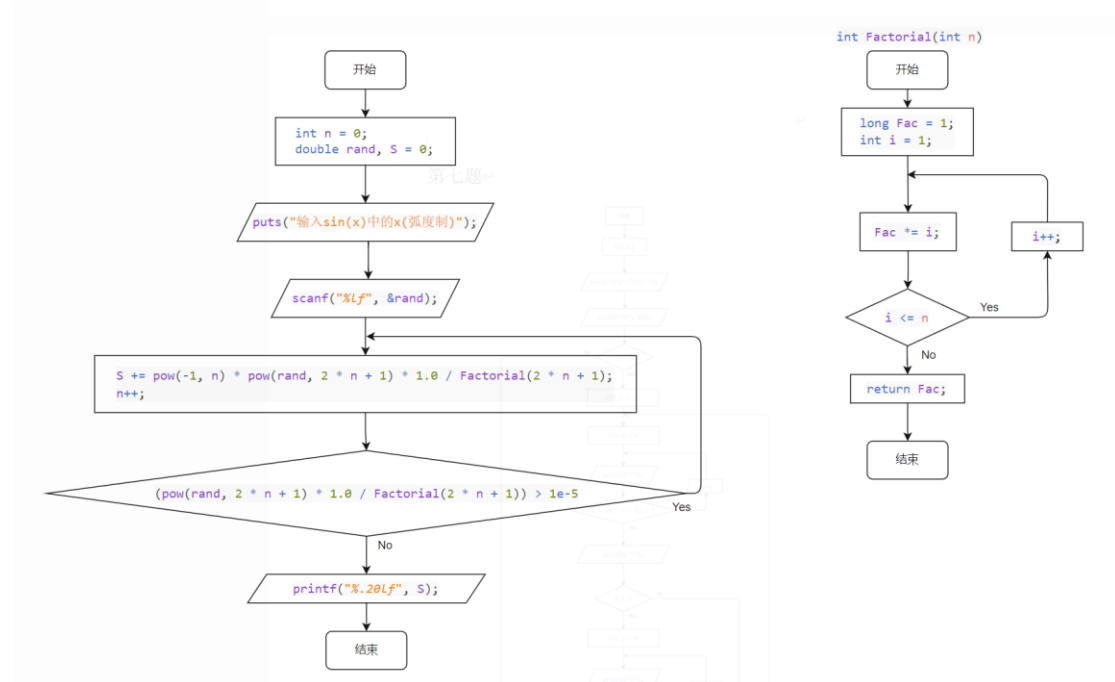 开始
int n = 0;
double rand, S = 0;
第七题
puts("输入sin(x)中的x(弧度制)");
scanf("%lf", &rand);
S += pow(-1, n) * pow(rand, 2 * n + 1) * 1.0 / Factorial(2 * n + 1);
n++;
(pow(rand, 2 * n + 1) * 1.0 / Factorial(2 * n + 1)) > 1e-5
Yes
No
printf("%.20lf", S);
结束
int Factorial(int n)
开始
long Fac = 1;
int i = 1;
Fac *= i;
i++;
i <= n
Yes
No
return Fac;
结束